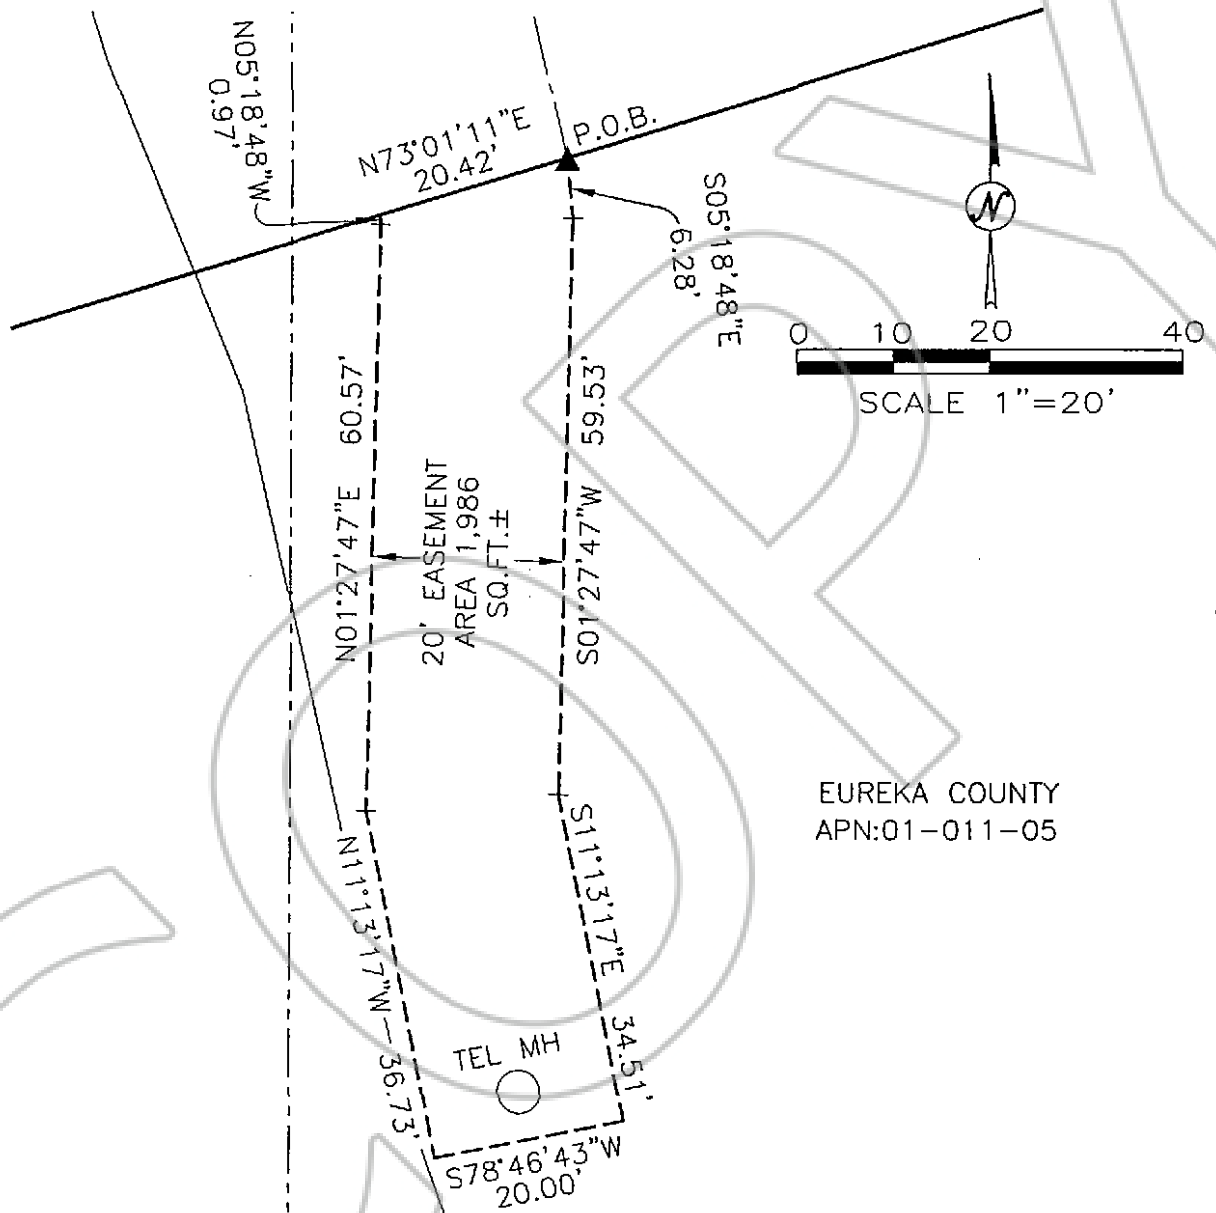 N05°18'48"W
0.97'
N73°01'11"E
20.42'
P.O.B.
S05°18'48"E
6.28'
N
0 10 20 40
SCALE 1"=20'
N01°27'47"E 60.57'
20' EASEMENT
AREA 1,986
SQ.FT.±
S01°27'47"W 59.53'
EUREKA COUNTY
APN:01-011-05
N11°13'17"W 36.73'
S11°13'17"E 34.51'
TEL MH
S78°46'43"W
20.00'
COPY